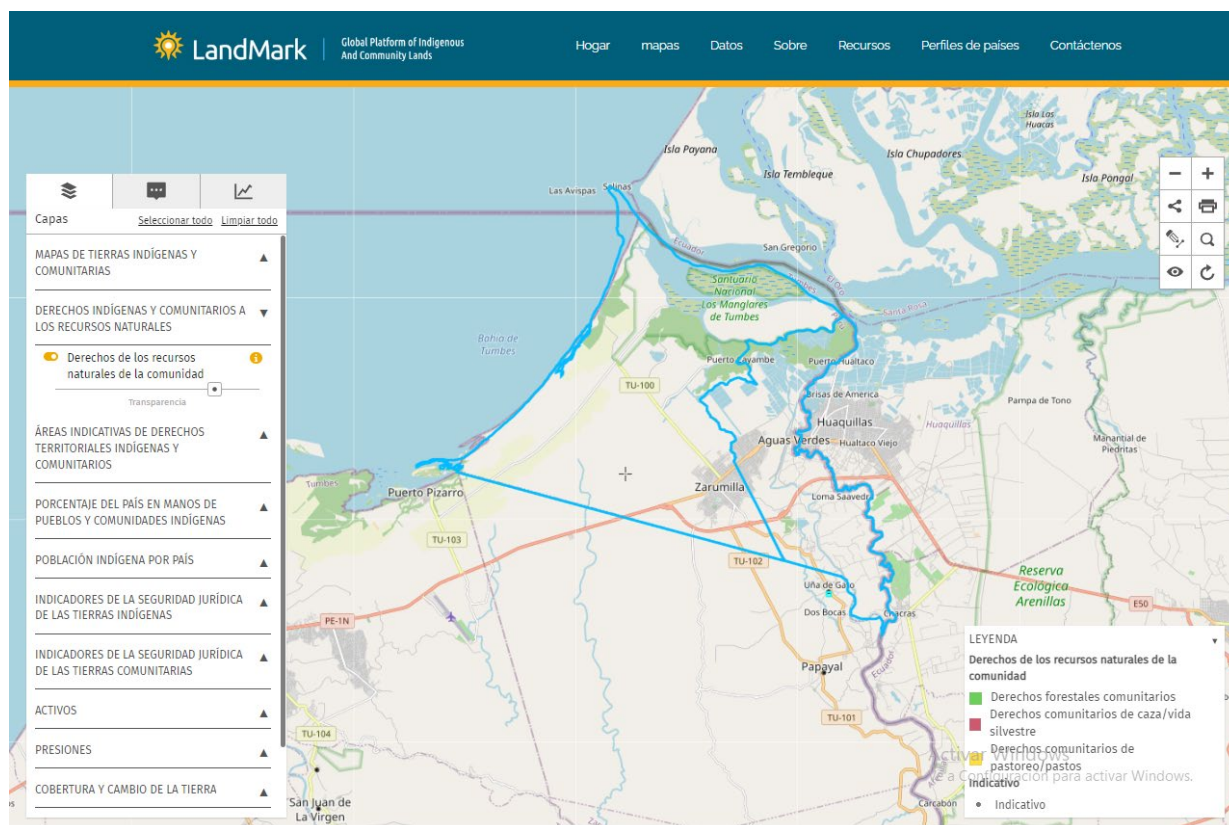 LandMark
Global Platform of Indigenous
And Community Lands
Hogar
mapas
Datos
Sobre
Recursos
Perfiles de países
Contáctenos
Isla Las
Huacas
Isla Payana
Isla Chupadores
Isla Tembleque
Isla Pongal
Las Avispas
Salinas
Capas
Seleccionar todo
Limpiar todo
MAPAS DE TIERRAS INDÍGENAS Y
COMUNITARIAS
DERECHOS INDÍGENAS Y COMUNITARIOS A
LOS RECURSOS NATURALES
Derechos de los recursos
naturales de la comunidad
Transparencia
ÁREAS INDICATIVAS DE DERECHOS
TERRITORIALES INDÍGENAS Y
COMUNITARIOS
PORCENTAJE DEL PAÍS EN MANOS DE
PUEBLOS Y COMUNIDADES INDÍGENAS
POBLACIÓN INDÍGENA POR PAÍS
INDICADORES DE LA SEGURIDAD JURÍDICA
DE LAS TIERRAS INDÍGENAS
INDICADORES DE LA SEGURIDAD JURÍDICA
DE LAS TIERRAS COMUNITARIAS
ACTIVOS
PRESIONES
COBERTURA Y CAMBIO DE LA TIERRA
Ecuador
San Gregorio
Tumbes
El Oro
Santa Rosa
Santuario
Nacional
Los Manglares
de Tumbes
Bahía de
Tumbes
Puerto Hualtaco
TU-100
Brisas de America
Pampa de Tono
Huaquillas
Huaquillas
Aguas Verdes
Hualtaco Viejo
Manantial de
Piedritas
Tumbes
Puerto Pizarro
Zarumilla
Loma Saavedra
TU-103
TU-102
Uña de Gato
Reserva
Ecológica
Arenillas
E50
Dos Bocas
Chacras
PE-1N
Papayal
Ecuador
TU-101
TU-104
San Juan de
La Virgen
Carcabón
LEYENDA
Derechos de los recursos naturales de la
comunidad
Derechos forestales comunitarios
Derechos comunitarios de caza/vida
silvestre
Derechos comunitarios de
pastoreo/pastos
Indicativo
Indicativo
Activar Windows
a Configuración para activar Windows.